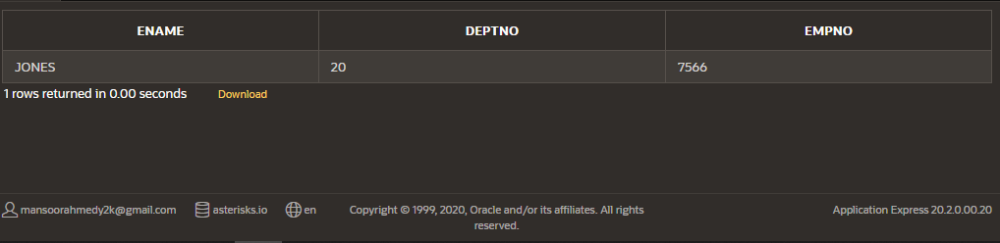 ENAME DEPTNO EMPNO
JONES 20 7566
1 rows returned in 0.00 seconds Download
mansoorahmedy2k@gmail.com asterisks.io en Copyright © 1999, 2020, Oracle and/or its affiliates. All rights Application Express 20.2.0.00.20
reserved.